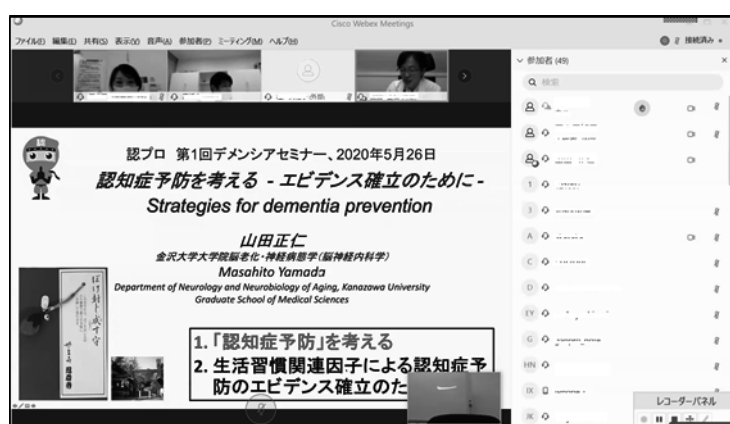 Cisco Webex Meetings
ファイル(F) 編集(E) 共有(S) 表示(V) 音声(A) 参加者(P) ミーティング(M) ヘルプ(H)
接続済み
参加者 (49)
検索
認
認プロ 第1回デメンシアセミナー、2020年5月26日
認知症予防を考える - エビデンス確立のために -
Strategies for dementia prevention
山田正仁
金沢大学大学院脳老化・神経病態学(脳神経内科学)
Masahito Yamada
Department of Neurology and Neurobiology of Aging, Kanazawa University
Graduate School of Medical Sciences
1.「認知症予防」を考える
2. 生活習慣関連因子による認知症予
防のエビデンス確立のた
1
3
A
C
D
EY
G
HN
IX
JK
レコーダーパネル